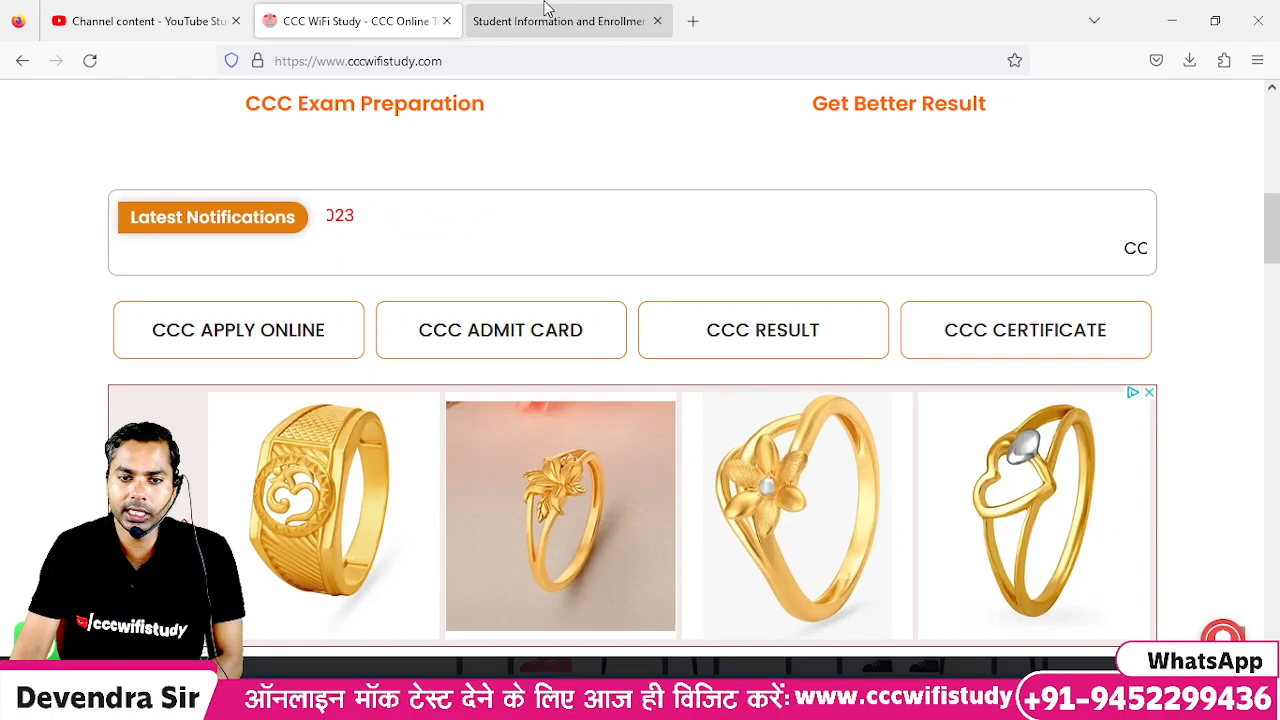 Channel content - YouTube Stu
CCC WiFi Study - CCC Online T
Student Information and Enrollmen
https://www.cccwifistudy.com
CCC Exam Preparation
Get Better Result
Latest Notifications
023
CC
CCC APPLY ONLINE
CCC ADMIT CARD
CCC RESULT
CCC CERTIFICATE
/cccwifistudy
WhatsApp
Devendra Sir
ऑनलाइन मॉक टेस्ट देने के लिए आज ही विजिट करें: www.cccwifistudy
+91-9452299436